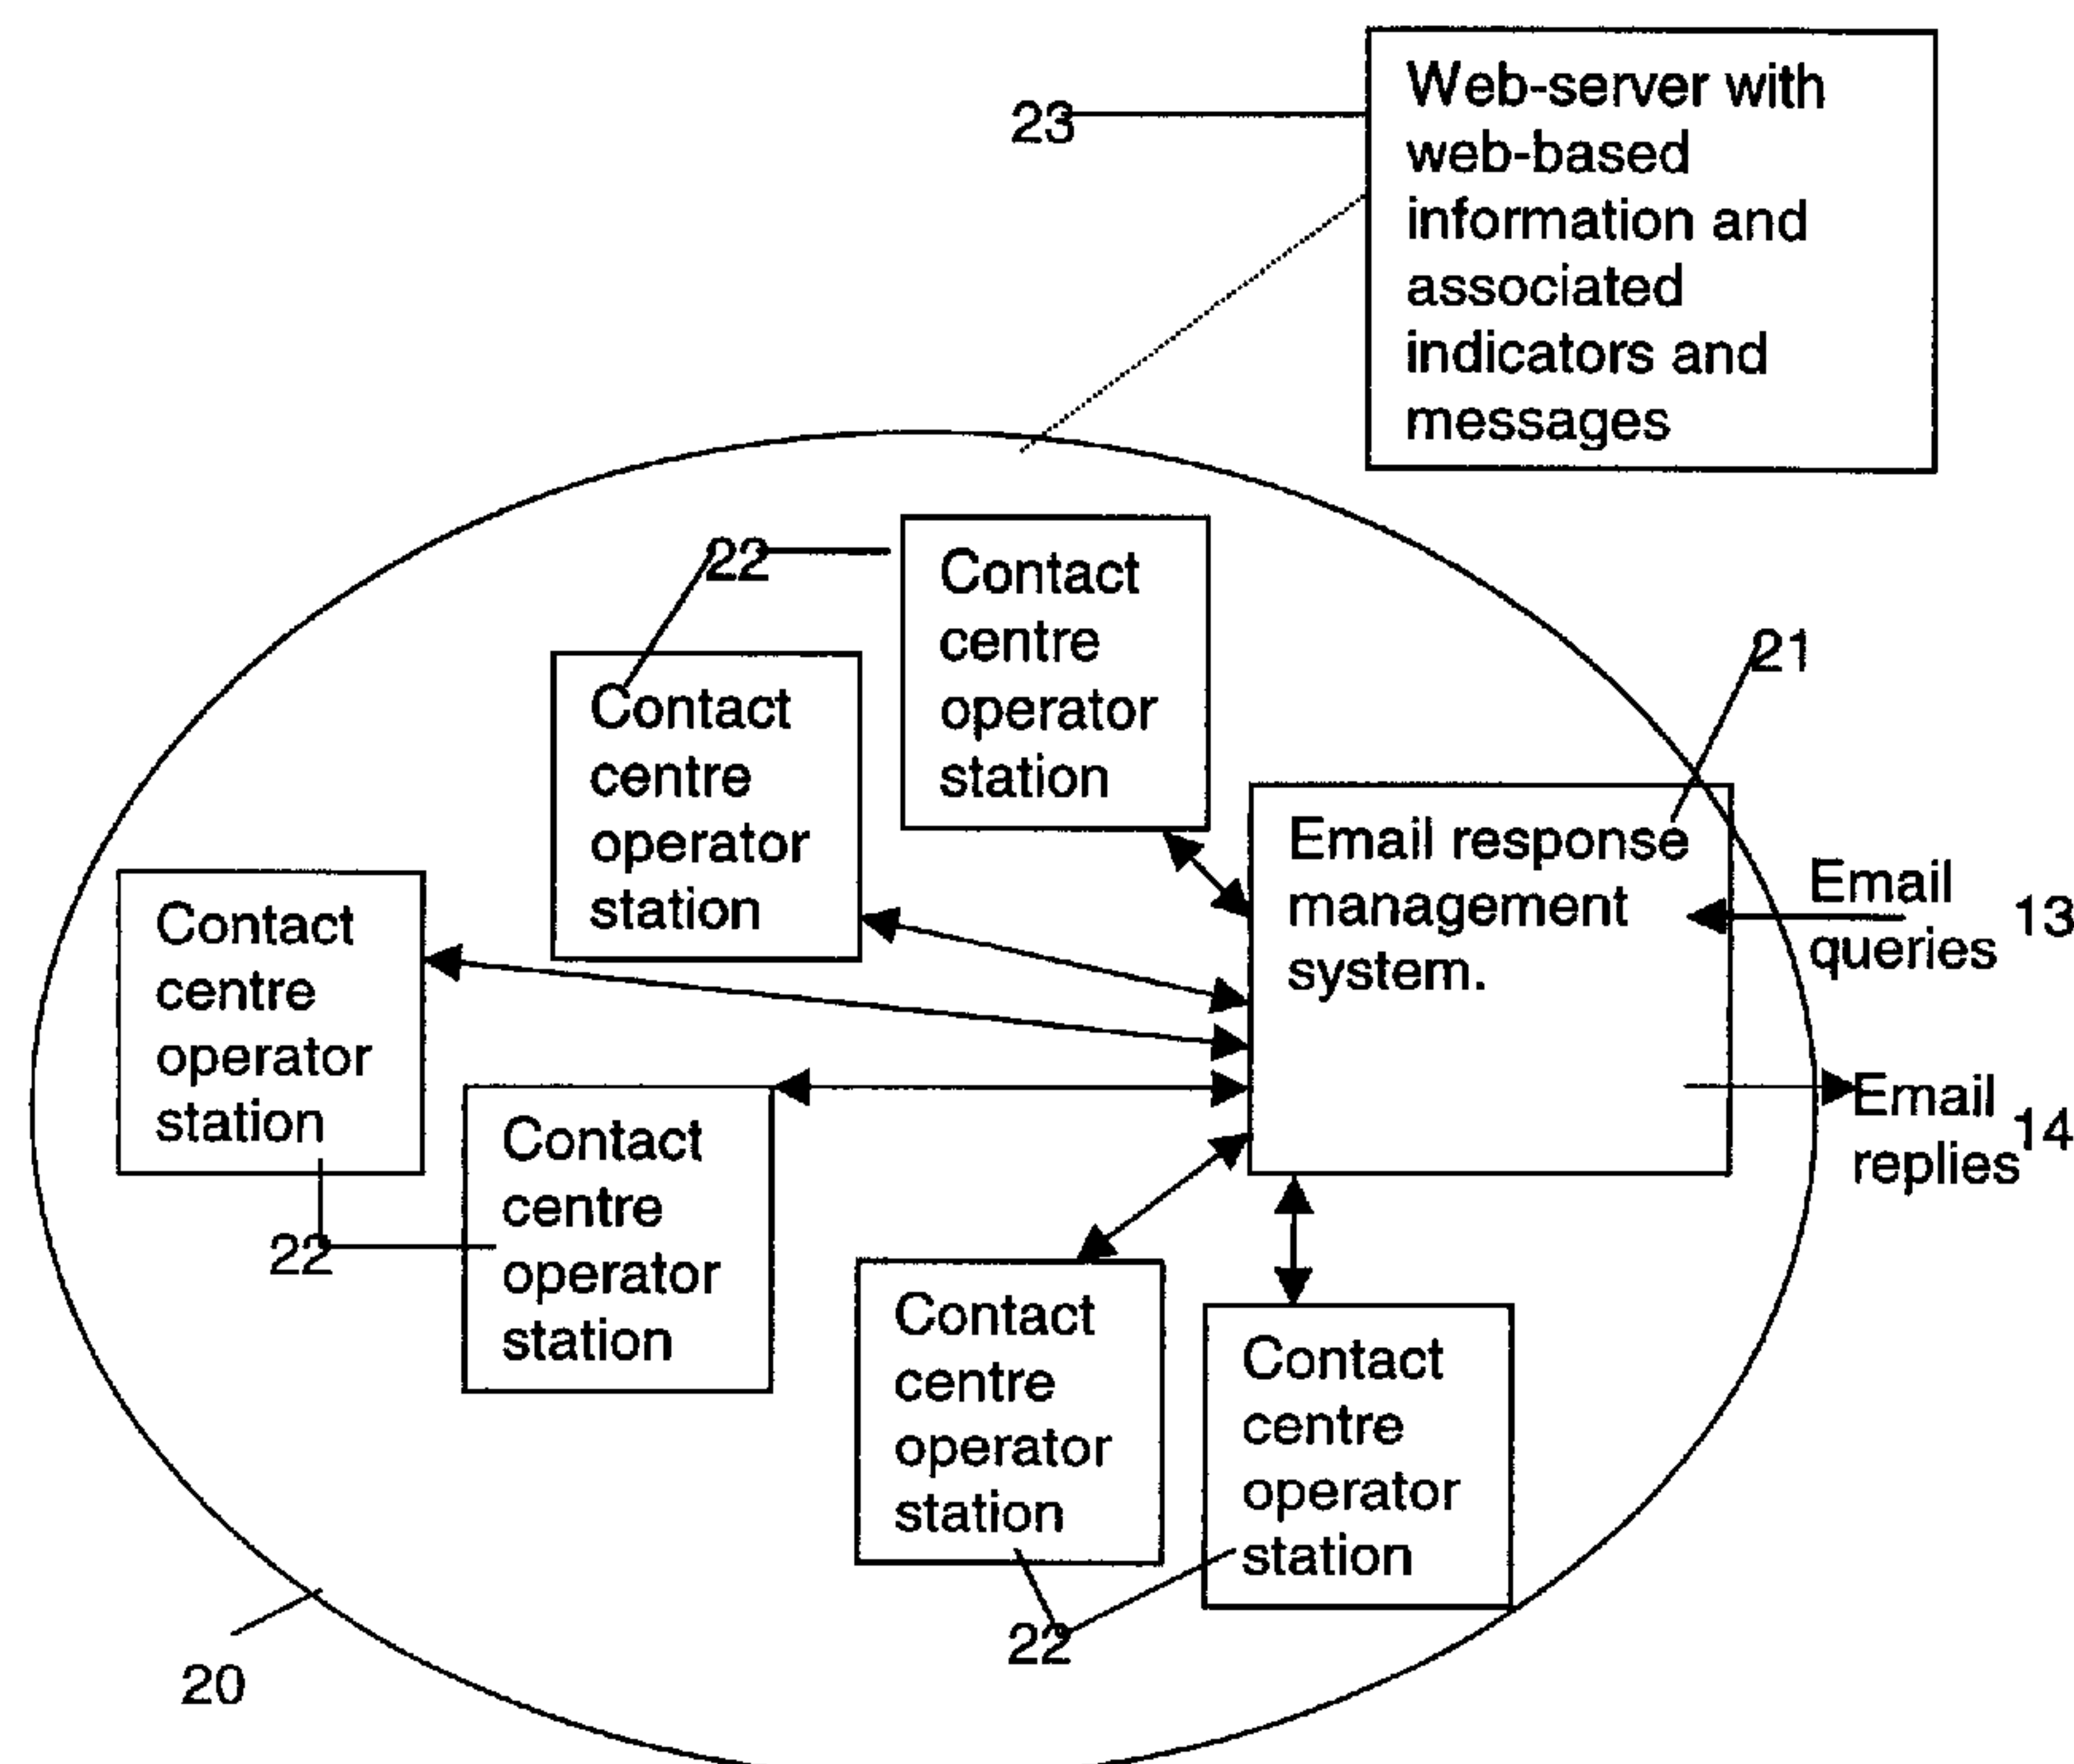 23
Web-server with
web-based
information and
associated
indicators and
messages
22
Contact
centre
operator
station
Contact
centre
operator
station
21
Email response
management
system.
Email
queries
13
Contact
centre
operator
station
Email
replies
14
Contact
centre
operator
station
22
Contact
centre
operator
station
Contact
centre
operator
station
22
20